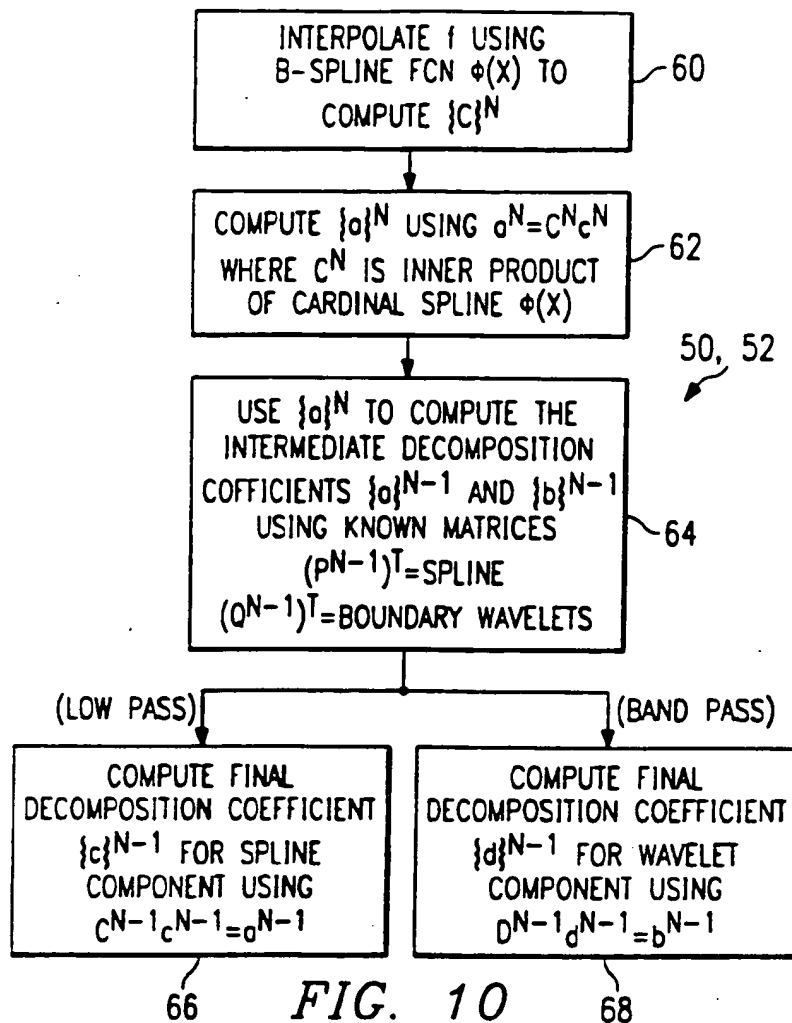 INTERPOLATE f USING
B-SPLINE FCN ϕ(X) TO
COMPUTE {C}^N
60
COMPUTE {a}^N USING a^N=C^Nc^N
WHERE C^N IS INNER PRODUCT
OF CARDINAL SPLINE ϕ(X)
62
50, 52
USE {a}^N TO COMPUTE THE
INTERMEDIATE DECOMPOSITION
COFFICIENTS {a}^N-1 AND {b}^N-1
USING KNOWN MATRICES
(P^N-1)^T=SPLINE
(Q^N-1)^T=BOUNDARY WAVELETS
64
(LOW PASS)
(BAND PASS)
COMPUTE FINAL
DECOMPOSITION COEFFICIENT
{c}^N-1 FOR SPLINE
COMPONENT USING
C^N-1c^N-1=a^N-1
66
COMPUTE FINAL
DECOMPOSITION COEFFICIENT
{d}^N-1 FOR WAVELET
COMPONENT USING
D^N-1d^N-1=b^N-1
68
FIG. 10